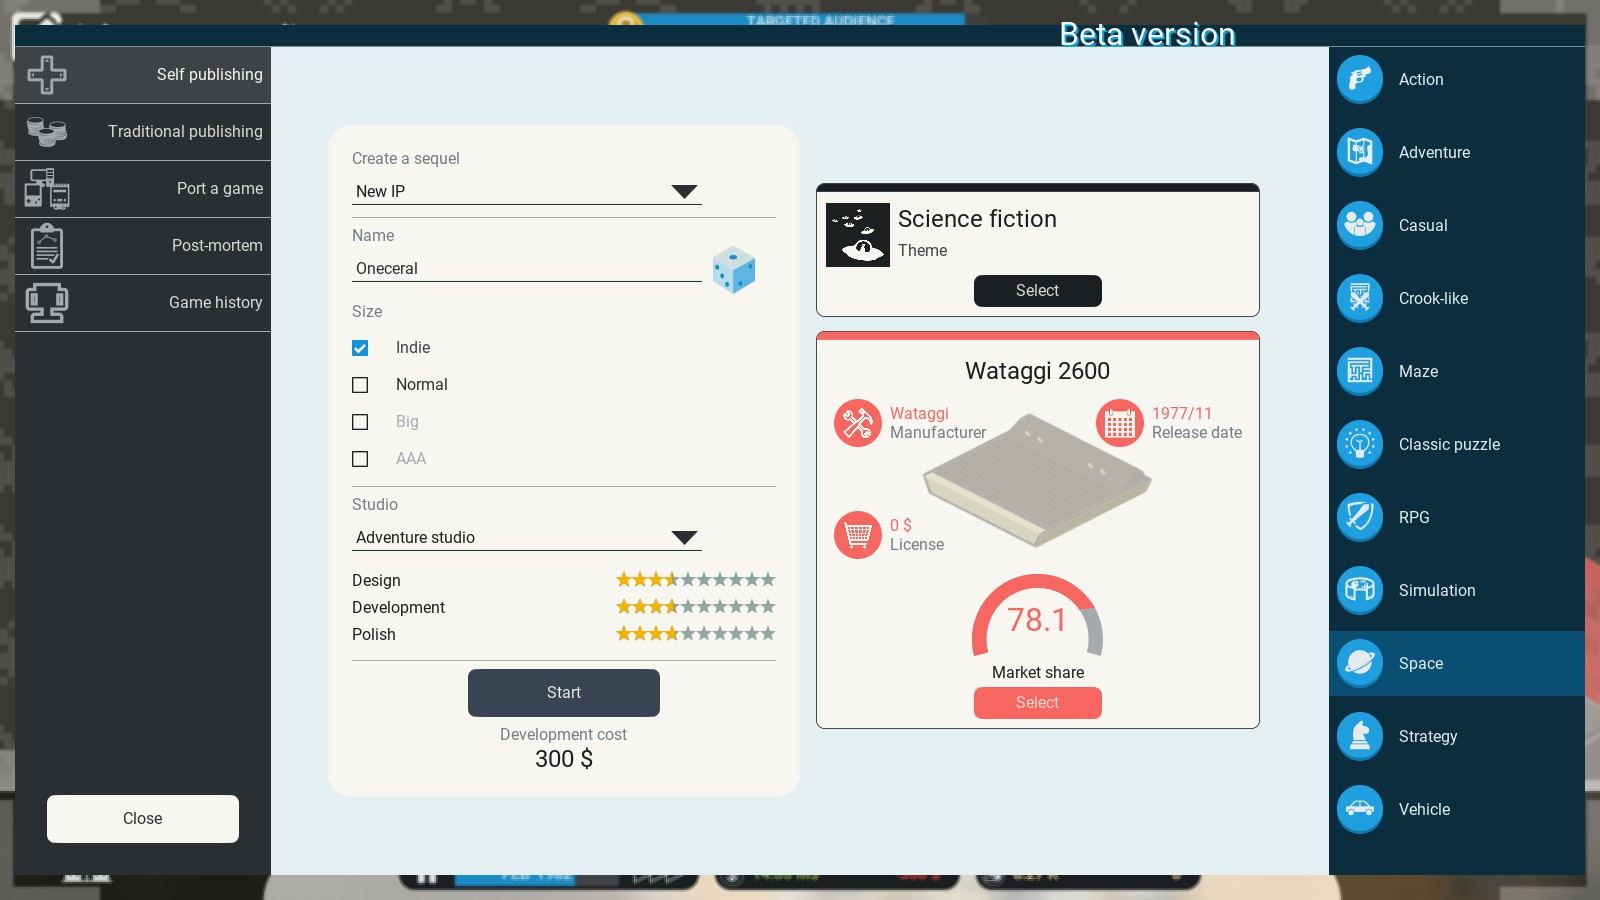 TARGETED AUDIENCE
Beta version
Self publishing
Traditional publishing
Port a game
Post-mortem
Game history
Close
Create a sequel
New IP
Name
Oneceral
Size
Indie
Normal
Big
AAA
Studio
Adventure studio
Design
Development
Polish
Start
Development cost
300 $
Science fiction
Theme
Select
Wataggi 2600
Wataggi
Manufacturer
1977/11
Release date
0 $
License
78.1
Market share
Select
Action
Adventure
Casual
Crook-like
Maze
Classic puzzle
RPG
Simulation
Space
Strategy
Vehicle